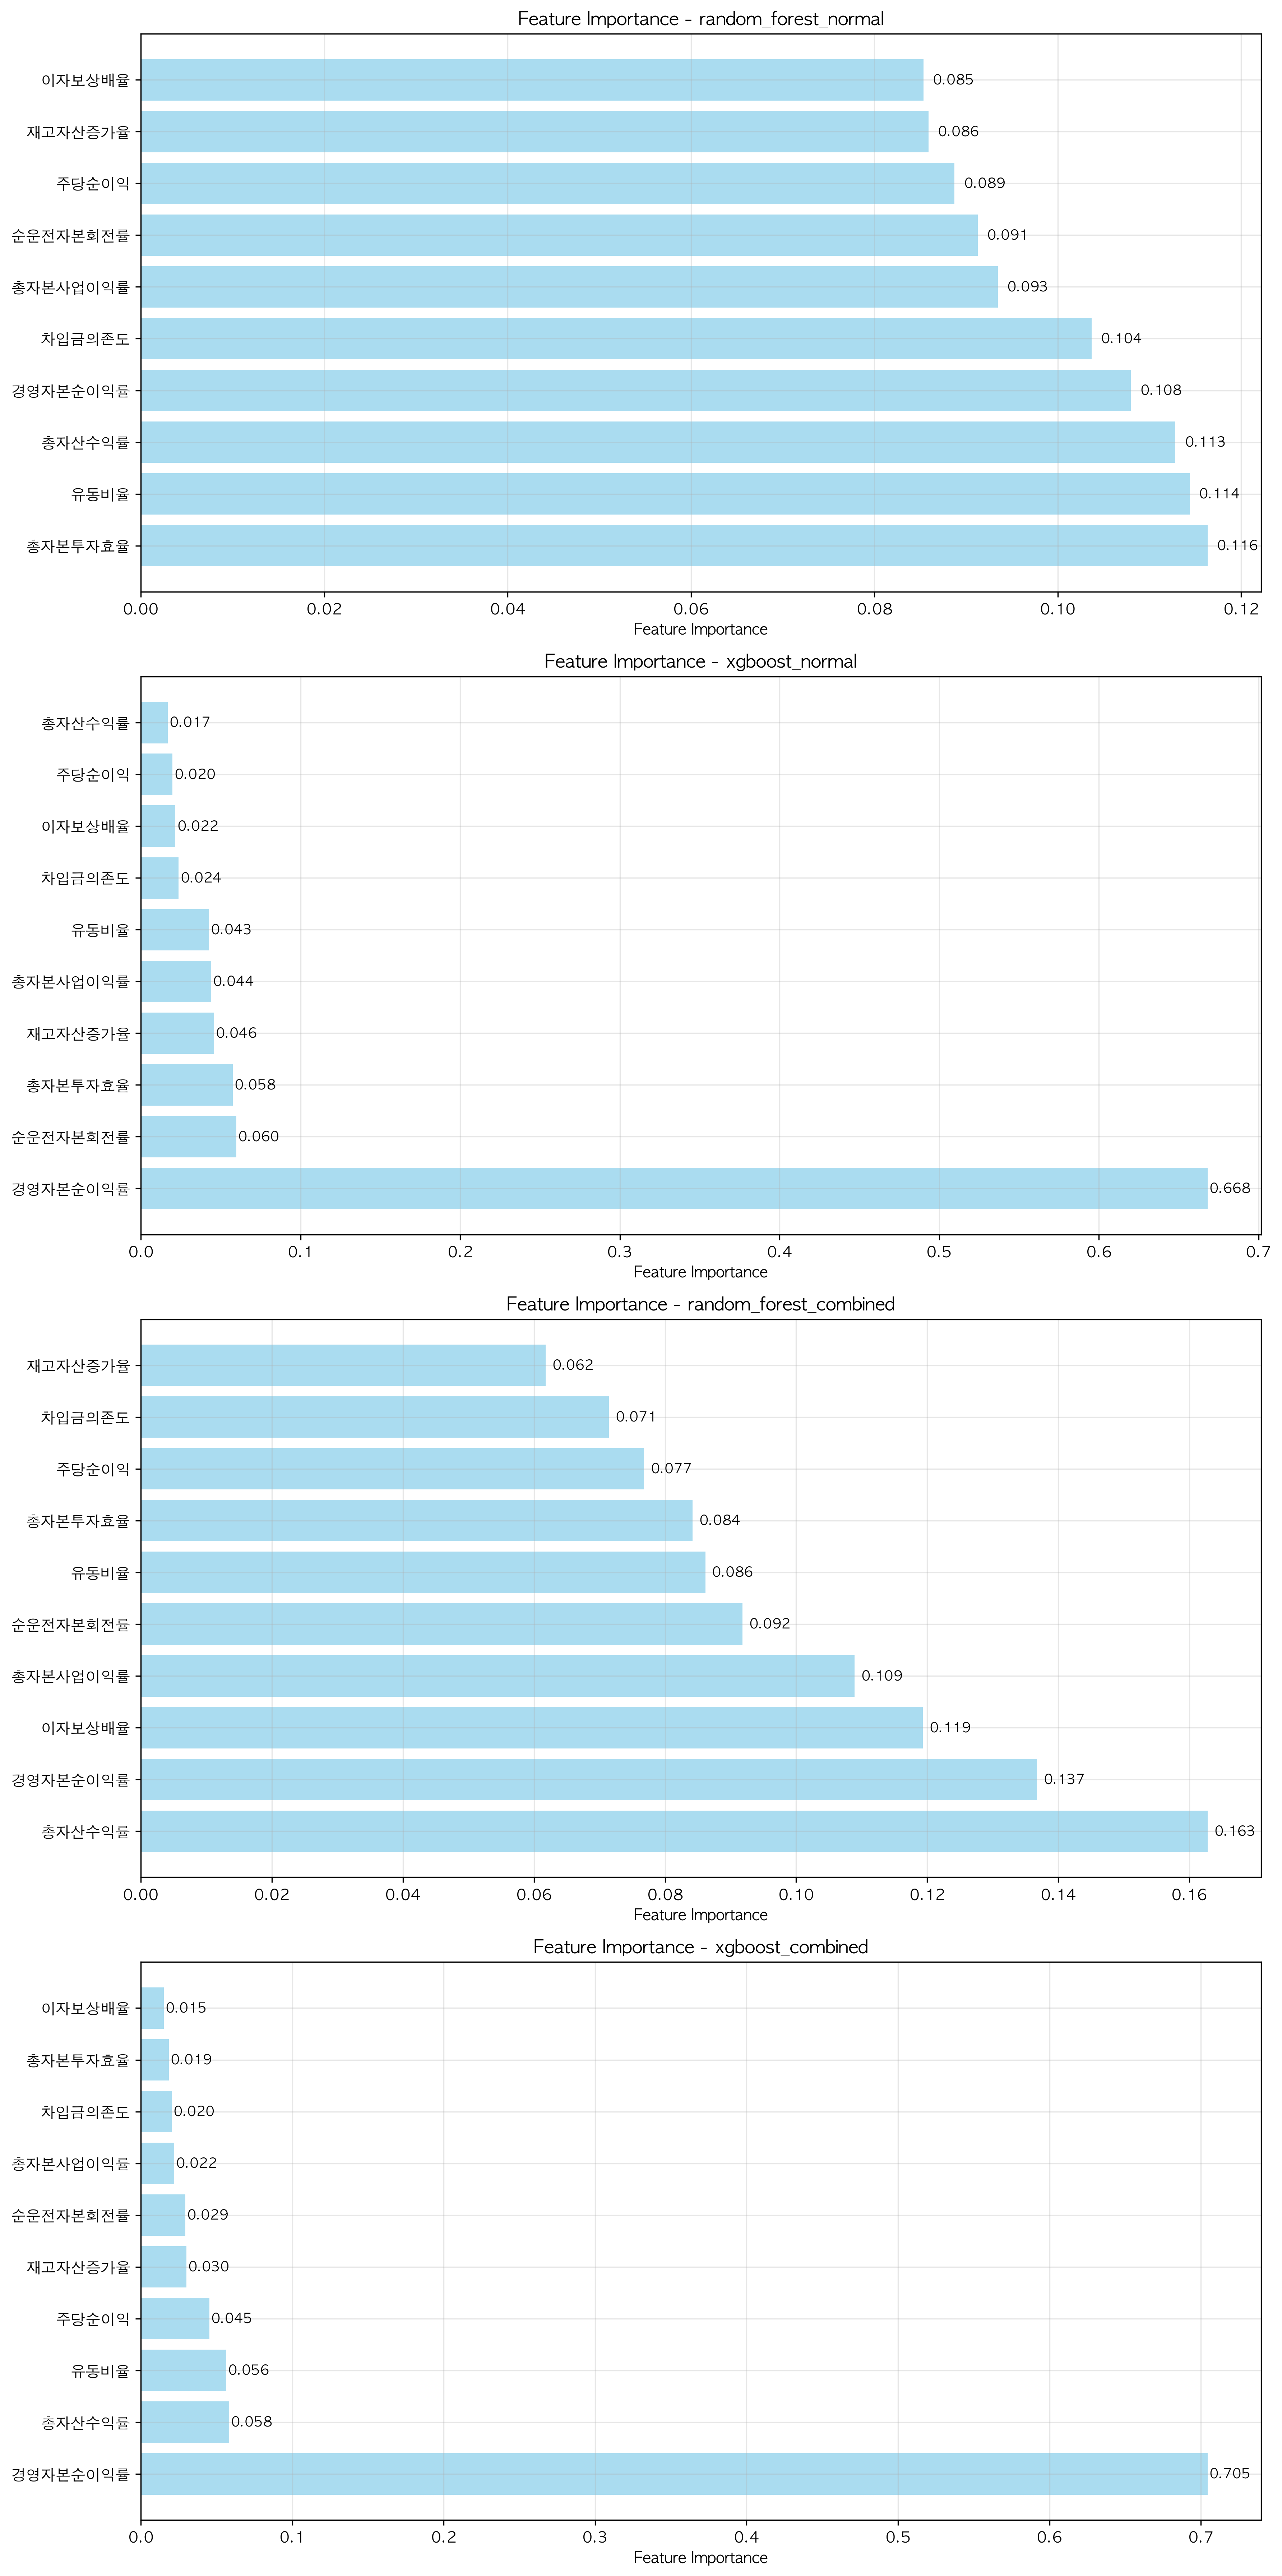 Feature Importance - random_forest_normal
이자보상배율 0.085
재고자산증가율 0.086
주당순이익 0.089
순운전자본회전률 0.091
총자본사업이익률 0.093
차입금의존도 0.104
경영자본순이익률 0.108
총자산수익률 0.113
유동비율 0.114
총자본투자효율 0.116
0.00 0.02 0.04 0.06 0.08 0.10 0.12
Feature Importance
Feature Importance - xgboost_normal
총자산수익률 0.017
주당순이익 0.020
이자보상배율 0.022
차입금의존도 0.024
유동비율 0.043
총자본사업이익률 0.044
재고자산증가율 0.046
총자본투자효율 0.058
순운전자본회전률 0.060
경영자본순이익률 0.668
0.0 0.1 0.2 0.3 0.4 0.5 0.6 0.7
Feature Importance
Feature Importance - random_forest_combined
재고자산증가율 0.062
차입금의존도 0.071
주당순이익 0.077
총자본투자효율 0.084
유동비율 0.086
순운전자본회전률 0.092
총자본사업이익률 0.109
이자보상배율 0.119
경영자본순이익률 0.137
총자산수익률 0.163
0.00 0.02 0.04 0.06 0.08 0.10 0.12 0.14 0.16
Feature Importance
Feature Importance - xgboost_combined
이자보상배율 0.015
총자본투자효율 0.019
차입금의존도 0.020
총자본사업이익률 0.022
순운전자본회전률 0.029
재고자산증가율 0.030
주당순이익 0.045
유동비율 0.056
총자산수익률 0.058
경영자본순이익률 0.705
0.0 0.1 0.2 0.3 0.4 0.5 0.6 0.7
Feature Importance